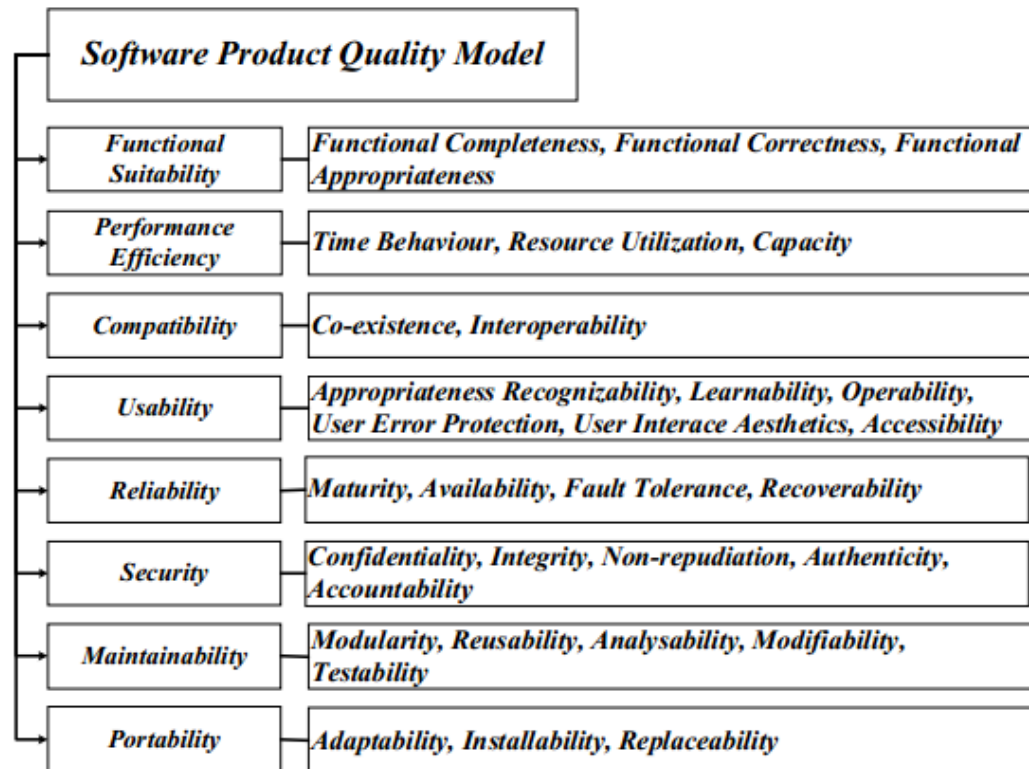 Software Product Quality Model
Functional
Suitability
Functional Completeness, Functional Correctness, Functional
Appropriateness
Performance
Efficiency
Time Behaviour, Resource Utilization, Capacity
Compatibility
Co-existence, Interoperability
Usability
Appropriateness Recognizability, Learnability, Operability,
User Error Protection, User Interace Aesthetics, Accessibility
Reliability
Maturity, Availability, Fault Tolerance, Recoverability
Security
Confidentiality, Integrity, Non-repudiation, Authenticity,
Accountability
Maintainability
Modularity, Reusability, Analysability, Modifiability,
Testability
Portability
Adaptability, Installability, Replaceability